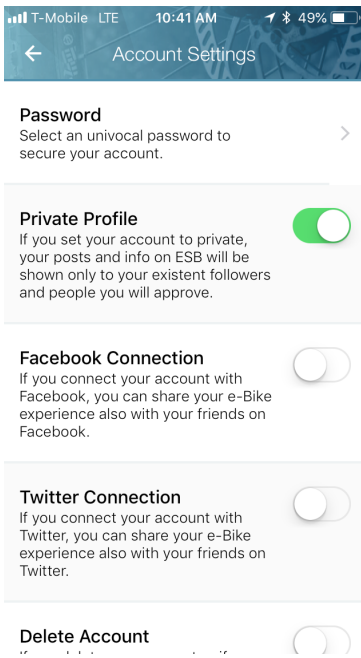 T-Mobile LTE 10:41 AM 49%
Account Settings
Password
Select an univocal password to
secure your account.
Private Profile
If you set your account to private,
your posts and info on ESB will be
shown only to your existent followers
and people you will approve.
Facebook Connection
If you connect your account with
Facebook, you can share your e-Bike
experience also with your friends on
Facebook.
Twitter Connection
If you connect your account with
Twitter, you can share your e-Bike
experience also with your friends on
Twitter.
Delete Account